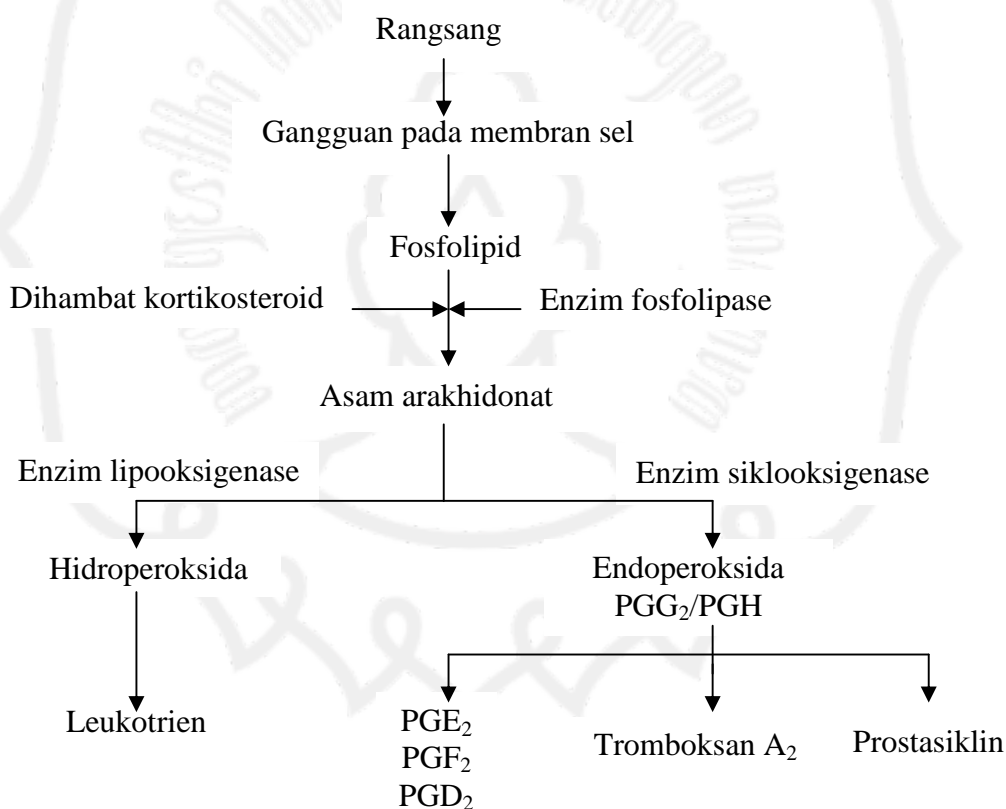 Rangsang
Gangguan pada membran sel
Fosfolipid
Dihambat kortikosteroid
Enzim fosfolipase
Asam arakhidonat
Enzim lipooksigenase
Enzim siklooksigenase
Hidroperoksida
Endoperoksida
PGG₂/PGH
Leukotrien
PGE₂
PGF₂
PGD₂
Tromboksan A₂
Prostasiklin